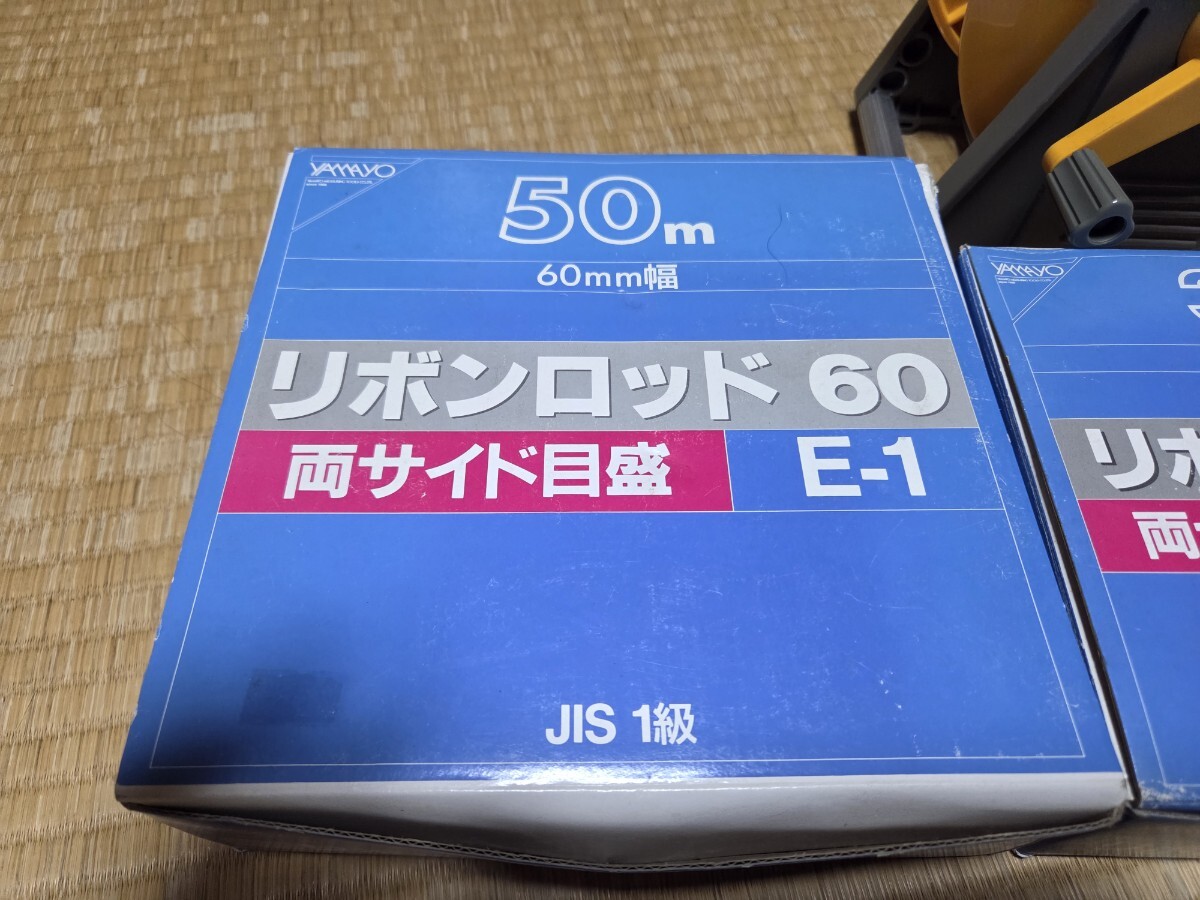 YAMAYO
50m
60mm幅
リボンロッド 60
両サイド目盛 E-1
JIS 1級
YAMAYO
リボ
両